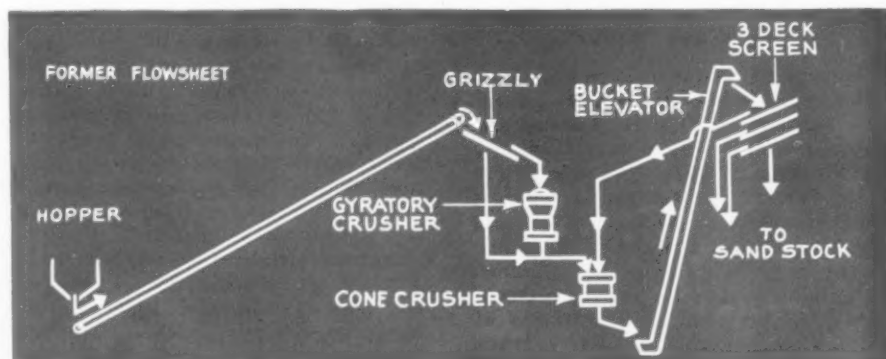 FORMER FLOWSHEET
GRIZZLY
3 DECK
SCREEN
BUCKET
ELEVATOR
HOPPER
GYRATORY
CRUSHER
TO
SAND STOCK
CONE CRUSHER